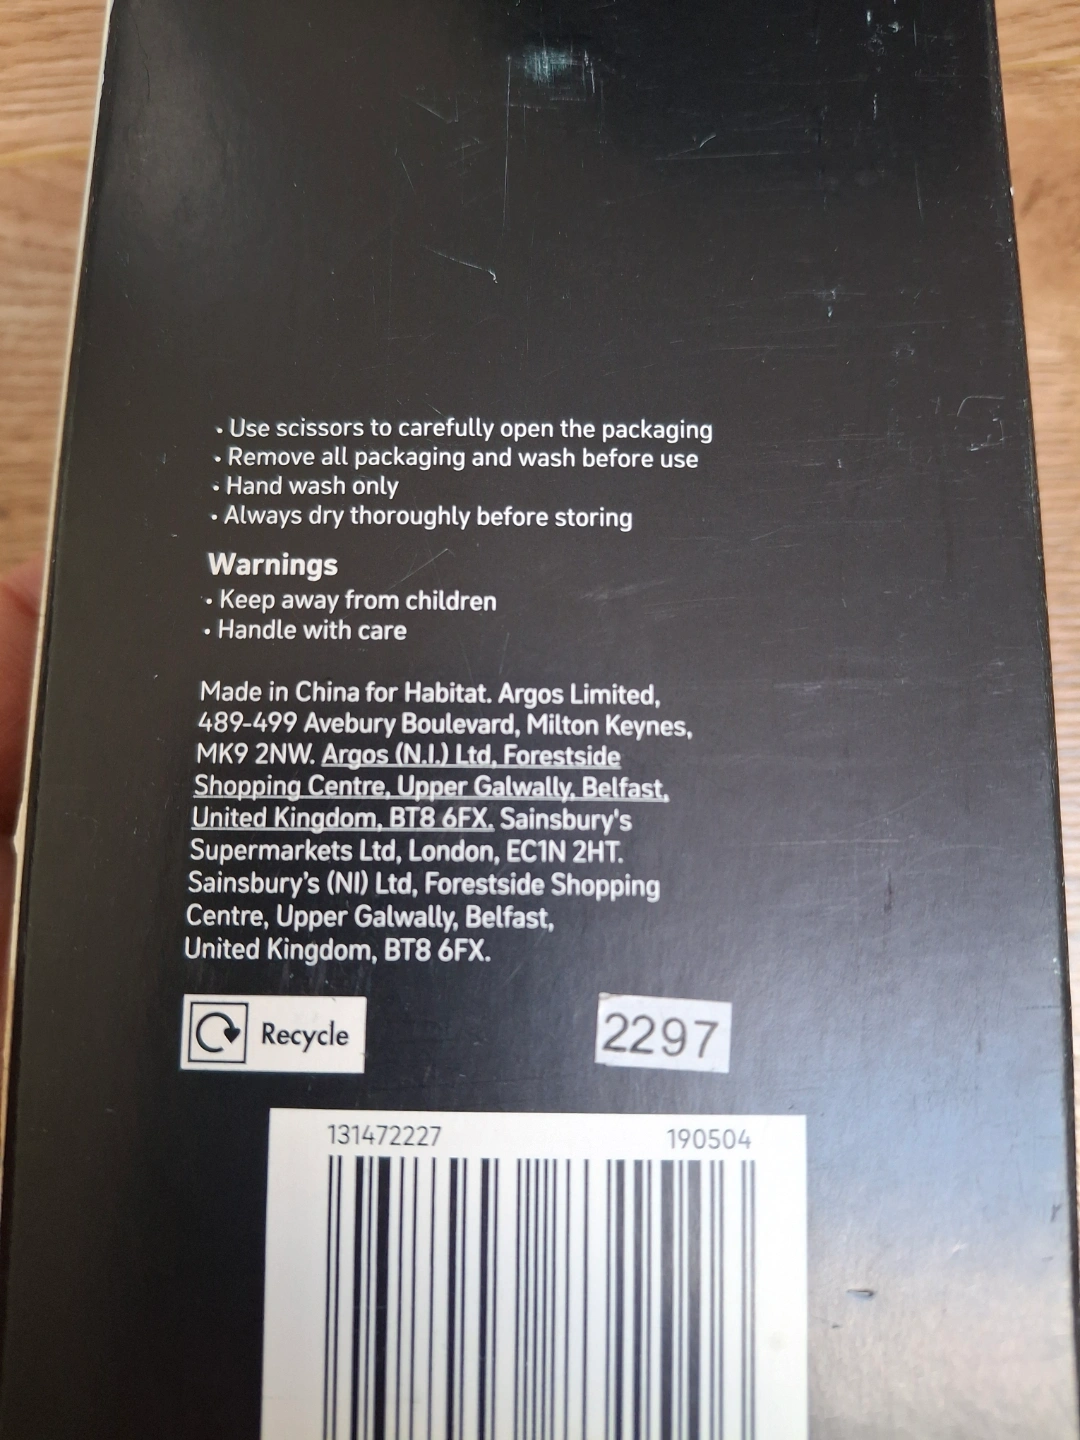 • Use scissors to carefully open the packaging
• Remove all packaging and wash before use
• Hand wash only
• Always dry thoroughly before storing
Warnings
• Keep away from children
• Handle with care
Made in China for Habitat. Argos Limited,
489-499 Avebury Boulevard, Milton Keynes,
MK9 2NW. Argos (N.I.) Ltd, Forestside
Shopping Centre, Upper Galwally, Belfast,
United Kingdom, BT8 6FX. Sainsbury's
Supermarkets Ltd, London, EC1N 2HT.
Sainsbury's (NI) Ltd, Forestside Shopping
Centre, Upper Galwally, Belfast,
United Kingdom, BT8 6FX.
Recycle
2297
131472227 190504